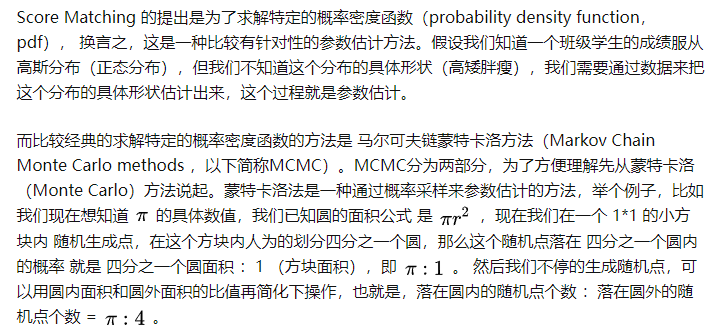 Score Matching 的提出是为了求解特定的概率密度函数（probability density function，
pdf）， 换言之，这是一种比较有针对性的参数估计方法。假设我们知道一个班级学生的成绩服从
高斯分布（正态分布），但我们不知道这个分布的具体形状（高矮胖瘦），我们需要通过数据来把
这个分布的具体形状估计出来，这个过程就是参数估计。
而比较经典的求解特定的概率密度函数的方法是 马尔可夫链蒙特卡洛方法（Markov Chain
Monte Carlo methods ，以下简称MCMC）。MCMC分为两部分，为了方便理解先从蒙特卡洛
（Monte Carlo）方法说起。蒙特卡洛法是一种通过概率采样来参数估计的方法，举个例子，比如
我们现在想知道 π 的具体数值，我们已知圆的面积公式 是 πr² ，现在我们在一个 1*1 的小方
块内 随机生成点，在这个方块内人为的划分四分之一个圆，那么这个随机点落在 四分之一个圆内
的概率 就是 四分之一个圆面积 ：1 （方块面积），即 π : 1 。 然后我们不停的生成随机点，可
以用圆内面积和圆外面积的比值再简化下操作，也就是，落在圆内的随机点个数 ：落在圆外的随
机点个数 = π : 4 。